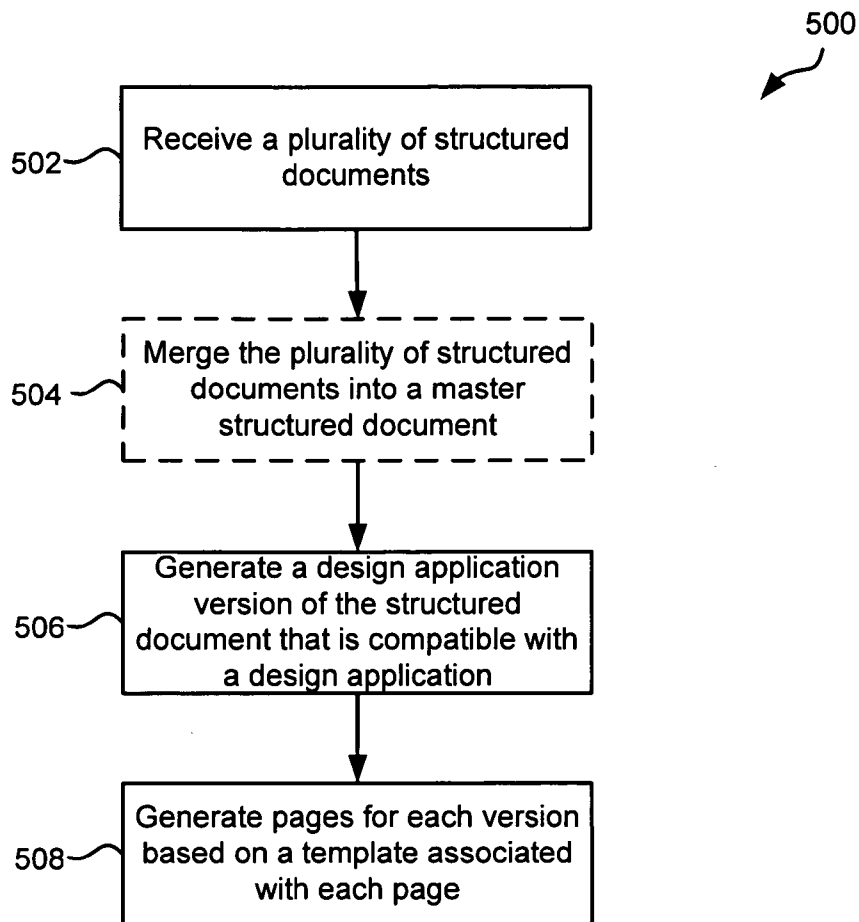 500
502
Receive a plurality of structured
documents
504
Merge the plurality of structured
documents into a master
structured document
506
Generate a design application
version of the structured
document that is compatible with
a design application
508
Generate pages for each version
based on a template associated
with each page